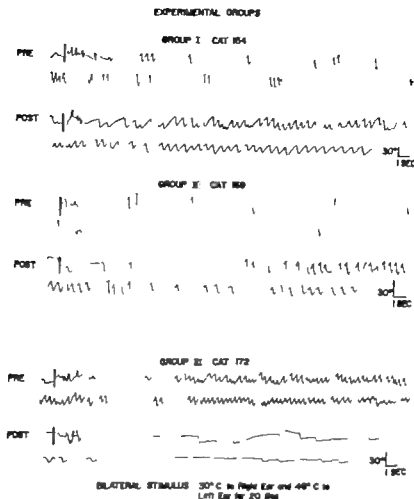 EXPERIMENTAL GROUPS
GROUP I CAT 164
PRE
POST
30°
1 SEC
GROUP II CAT 169
PRE
POST
30°
1 SEC
GROUP III CAT 172
PRE
POST
30°
1 SEC
BILATERAL STIMULUS 30° C to Right Ear and 49° C to
Left Ear for 20 Sec